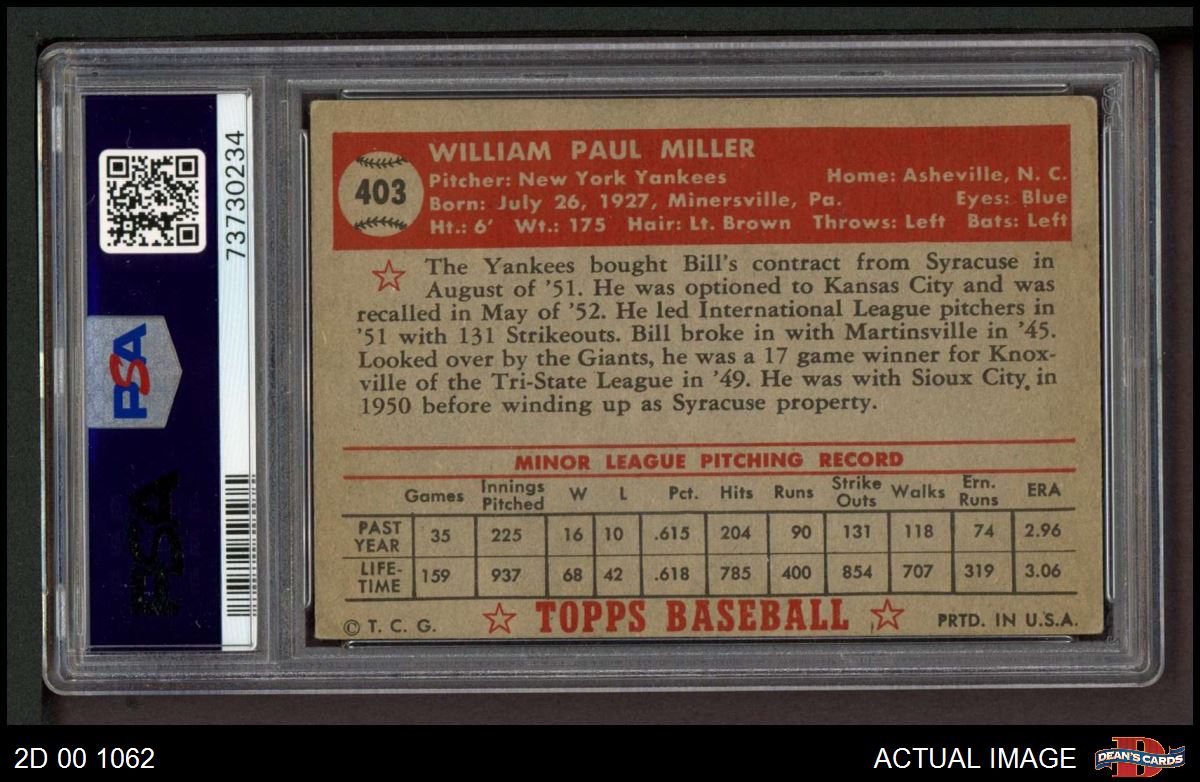 73730234
PSA
PSA
403
WILLIAM PAUL MILLER
Pitcher: New York Yankees Home: Asheville, N. C.
Born: July 26, 1927, Minersville, Pa. Eyes: Blue
Ht.: 6' Wt.: 175 Hair: Lt. Brown Throws: Left Bats: Left
The Yankees bought Bill's contract from Syracuse in
August of '51. He was optioned to Kansas City and was
recalled in May of '52. He led International League pitchers in
'51 with 131 Strikeouts. Bill broke in with Martinsville in '45.
Looked over by the Giants, he was a 17 game winner for Knox-
ville of the Tri-State League in '49. He was with Sioux City in
1950 before winding up as Syracuse property.
MINOR LEAGUE PITCHING RECORD
Games Innings Pitched W L Pct. Hits Runs Strike Outs Walks Ern. Runs ERA
PAST YEAR 35 225 16 10 .615 204 90 131 118 74 2.96
LIFE-TIME 159 937 68 42 .618 785 400 854 707 319 3.06
© T. C. G. TOPPS BASEBALL PRTD. IN U.S.A.
2D 00 1062
ACTUAL IMAGE
DEAN'S CARDS